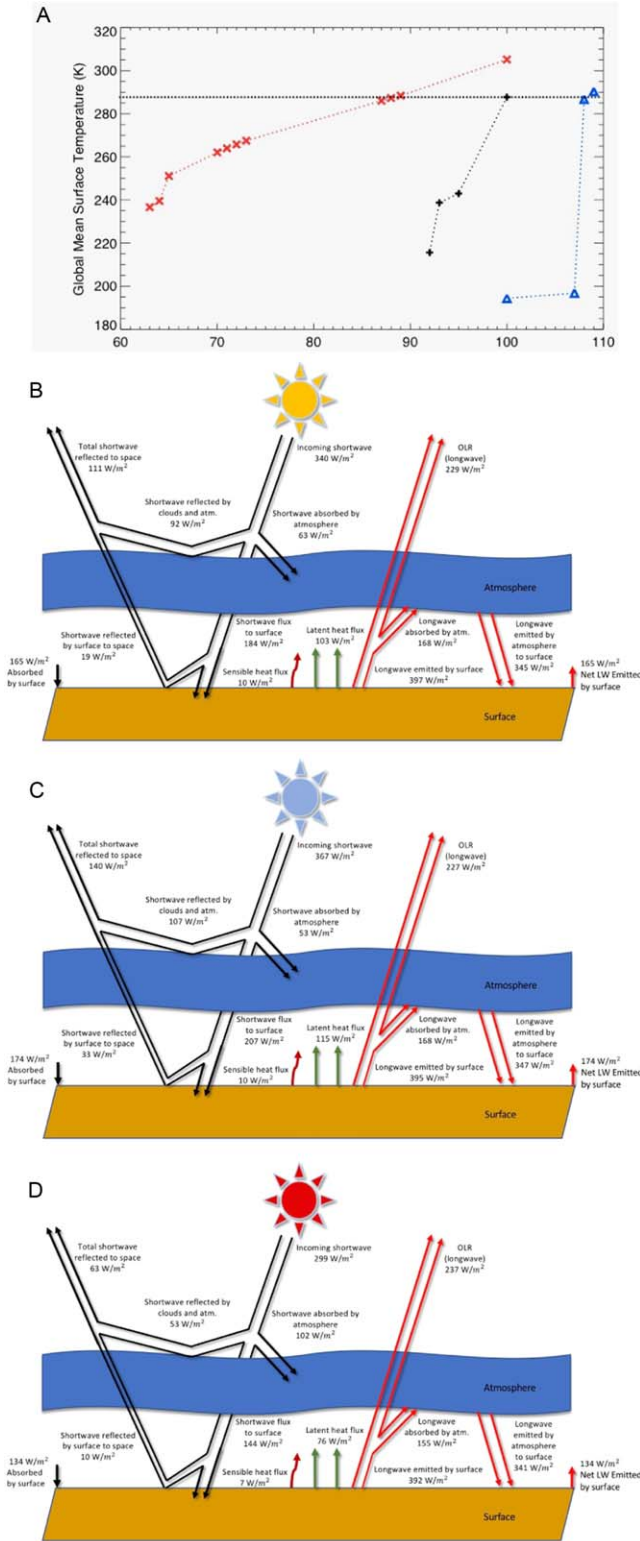 A
Global Mean Surface Temperature (K)
320
300
280
260
240
220
200
180
60
70
80
90
100
110
B
Total shortwave
reflected to space
111 W/m²
Incoming shortwave
340 W/m²
OLR
(longwave)
229 W/m²
Shortwave reflected by
clouds and atm.
92 W/m²
Shortwave absorbed by
atmosphere
63 W/m²
Atmosphere
Shortwave reflected
by surface to space
19 W/m²
Shortwave flux
to surface
184 W/m²
Latent heat flux
103 W/m²
Longwave
absorbed by atm.
168 W/m²
Longwave
emitted by
atmosphere
to surface
345 W/m²
165 W/m²
Absorbed
by surface
Sensible heat flux
10 W/m²
Longwave emitted by surface
397 W/m²
165 W/m²
Net LW Emitted
by surface
Surface
C
Total shortwave
reflected to space
140 W/m²
Incoming shortwave
367 W/m²
OLR
(longwave)
227 W/m²
Shortwave reflected by
clouds and atm.
107 W/m²
Shortwave absorbed by
atmosphere
53 W/m²
Atmosphere
Shortwave reflected
by surface to space
33 W/m²
Shortwave flux
to surface
207 W/m²
Latent heat flux
115 W/m²
Longwave
absorbed by atm.
168 W/m²
Longwave
emitted by
atmosphere
to surface
347 W/m²
174 W/m²
Absorbed
by surface
Sensible heat flux
10 W/m²
Longwave emitted by surface
395 W/m²
174 W/m²
Net LW Emitted
by surface
Surface
D
Total shortwave
reflected to space
63 W/m²
Incoming shortwave
299 W/m²
OLR
(longwave)
237 W/m²
Shortwave reflected by
clouds and atm.
53 W/m²
Shortwave absorbed by
atmosphere
102 W/m²
Atmosphere
Shortwave reflected
by surface to space
10 W/m²
Shortwave flux
to surface
144 W/m²
Latent heat flux
76 W/m²
Longwave
absorbed by atm.
155 W/m²
Longwave
emitted by
atmosphere
to surface
341 W/m²
134 W/m²
Absorbed
by surface
Sensible heat flux
7 W/m²
Longwave emitted by surface
392 W/m²
134 W/m²
Net LW Emitted
by surface
Surface